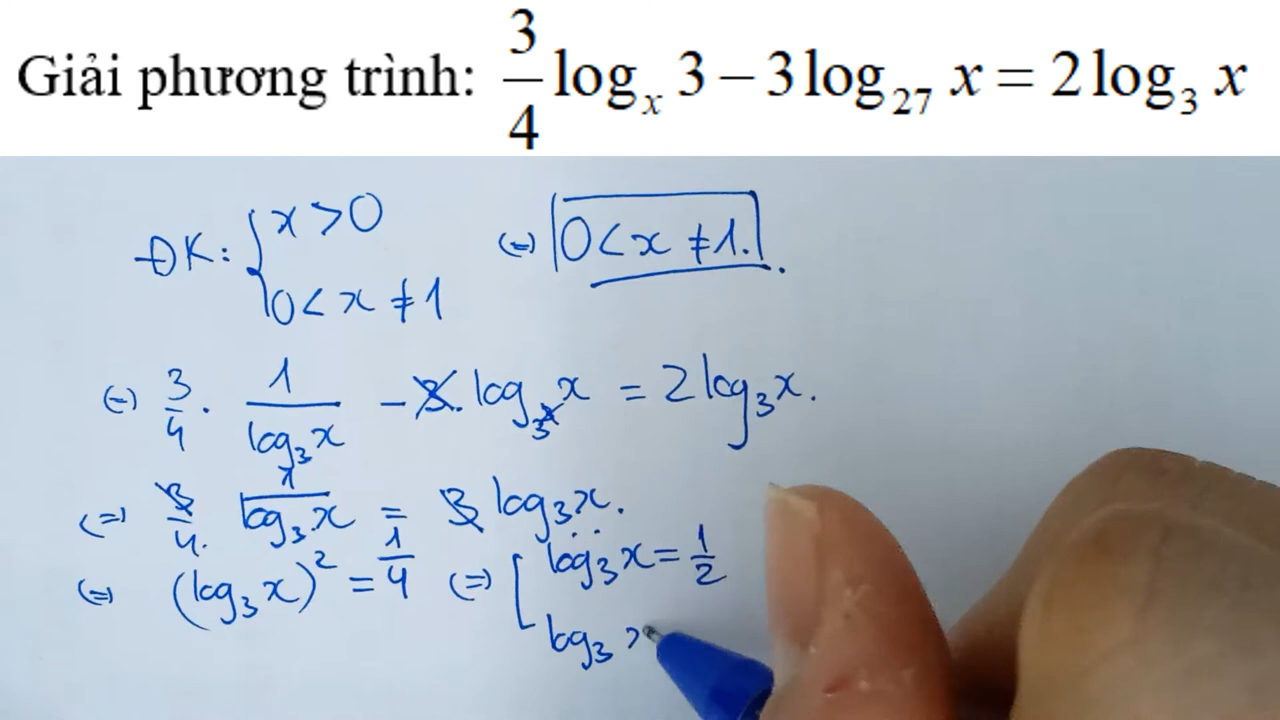 Giải phương trình: 3/4 log_x 3 − 3 log_27 x = 2 log_3 x
ĐK: { x > 0
0 < x ≠ 1 (=) 0 < x ≠ 1.
(=) 3/4 . 1/(log_3 x) − 3. log_3 x = 2 log_3 x.
(=) 3/4. 1/(log_3 x) = 3 log_3 x.
(=) (log_3 x)² = 1/4 (=) [ log_3 x = 1/2
log_3